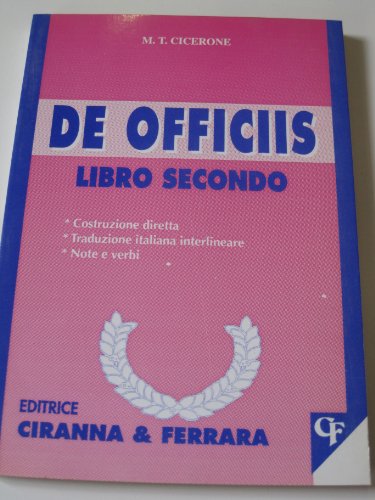 M. T. CICERONE
DE OFFICIIS
LIBRO SECONDO
* Costruzione diretta
* Traduzione italiana interlineare
* Note e verbi
*
EDITRICE
CIRANNA & FERRARA
CF